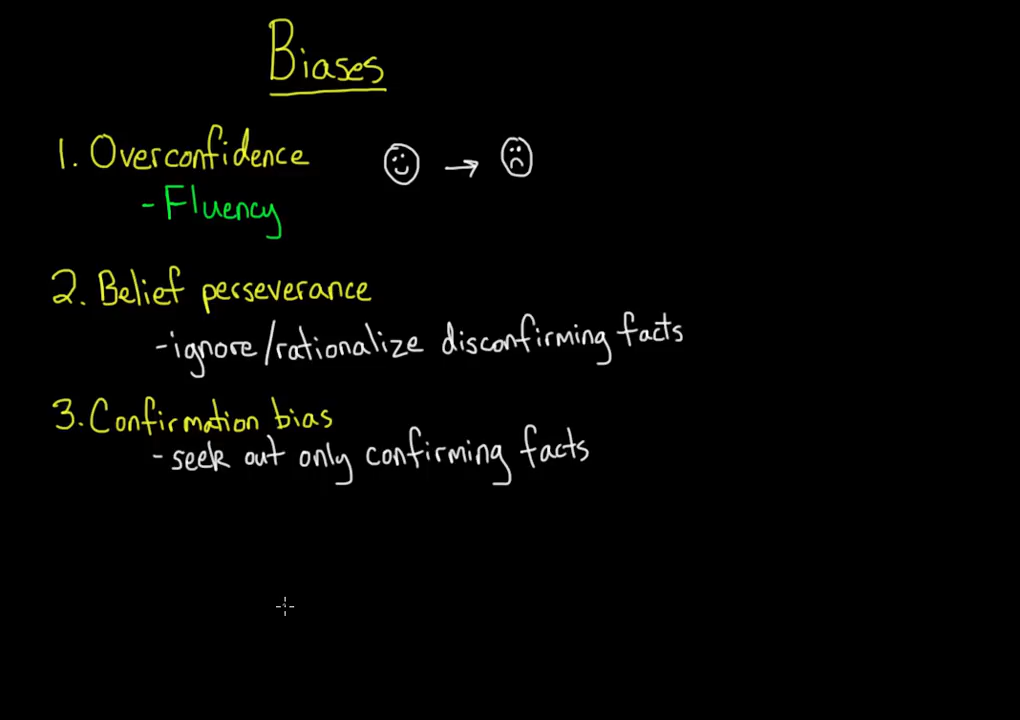 Biases
1. Overconfidence
- Fluency
2. Belief perseverance
- ignore/rationalize disconfirming facts
3. Confirmation bias
- seek out only confirming facts